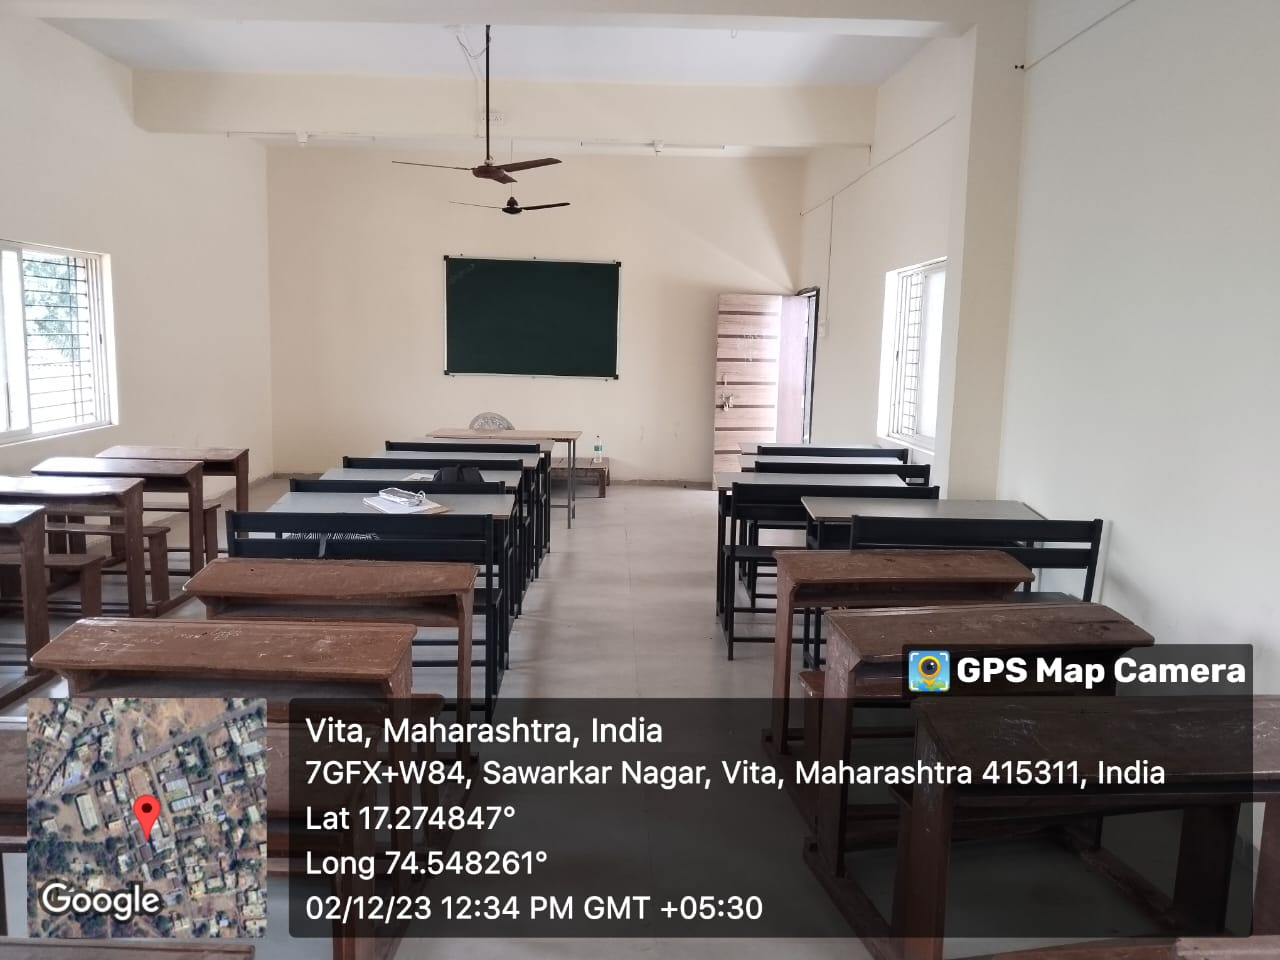 GPS Map Camera
Vita, Maharashtra, India
7GFX+W84, Sawarkar Nagar, Vita, Maharashtra 415311, India
Lat 17.274847°
Long 74.548261°
02/12/23 12:34 PM GMT +05:30
Google